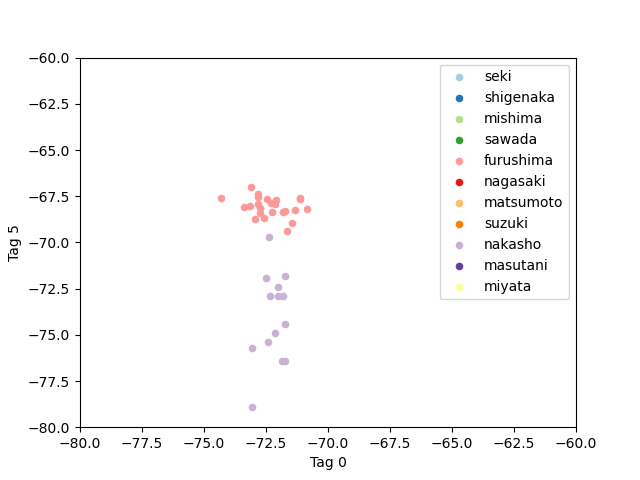 −60.0
−62.5
−65.0
−67.5
−70.0
−72.5
−75.0
−77.5
−80.0
Tag 5
seki
shigenaka
mishima
sawada
furushima
nagasaki
matsumoto
suzuki
nakasho
masutani
miyata
−80.0 −77.5 −75.0 −72.5 −70.0 −67.5 −65.0 −62.5 −60.0
Tag 0